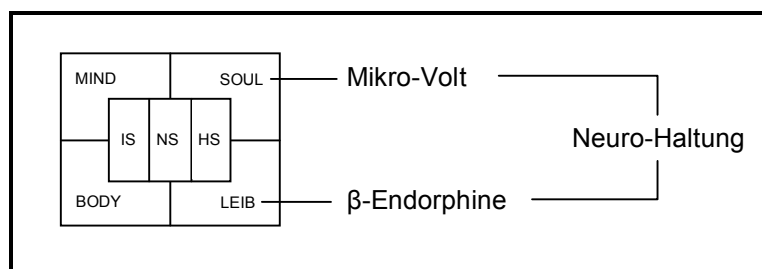 MIND SOUL Mikro-Volt
IS NS HS Neuro-Haltung
BODY LEIB β-Endorphine